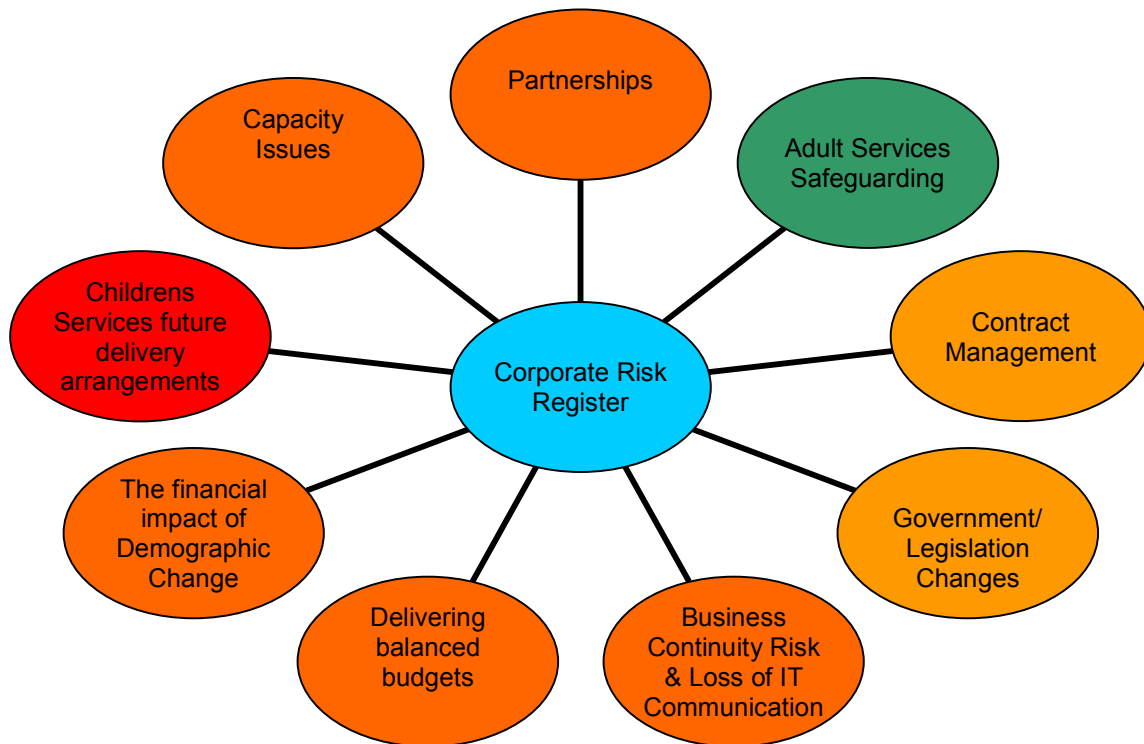 Partnerships
Capacity
Issues
Adult Services
Safeguarding
Childrens
Services future
delivery
arrangements
Contract
Management
Corporate Risk
Register
The financial
impact of
Demographic
Change
Government/
Legislation
Changes
Delivering
balanced
budgets
Business
Continuity Risk
& Loss of IT
Communication